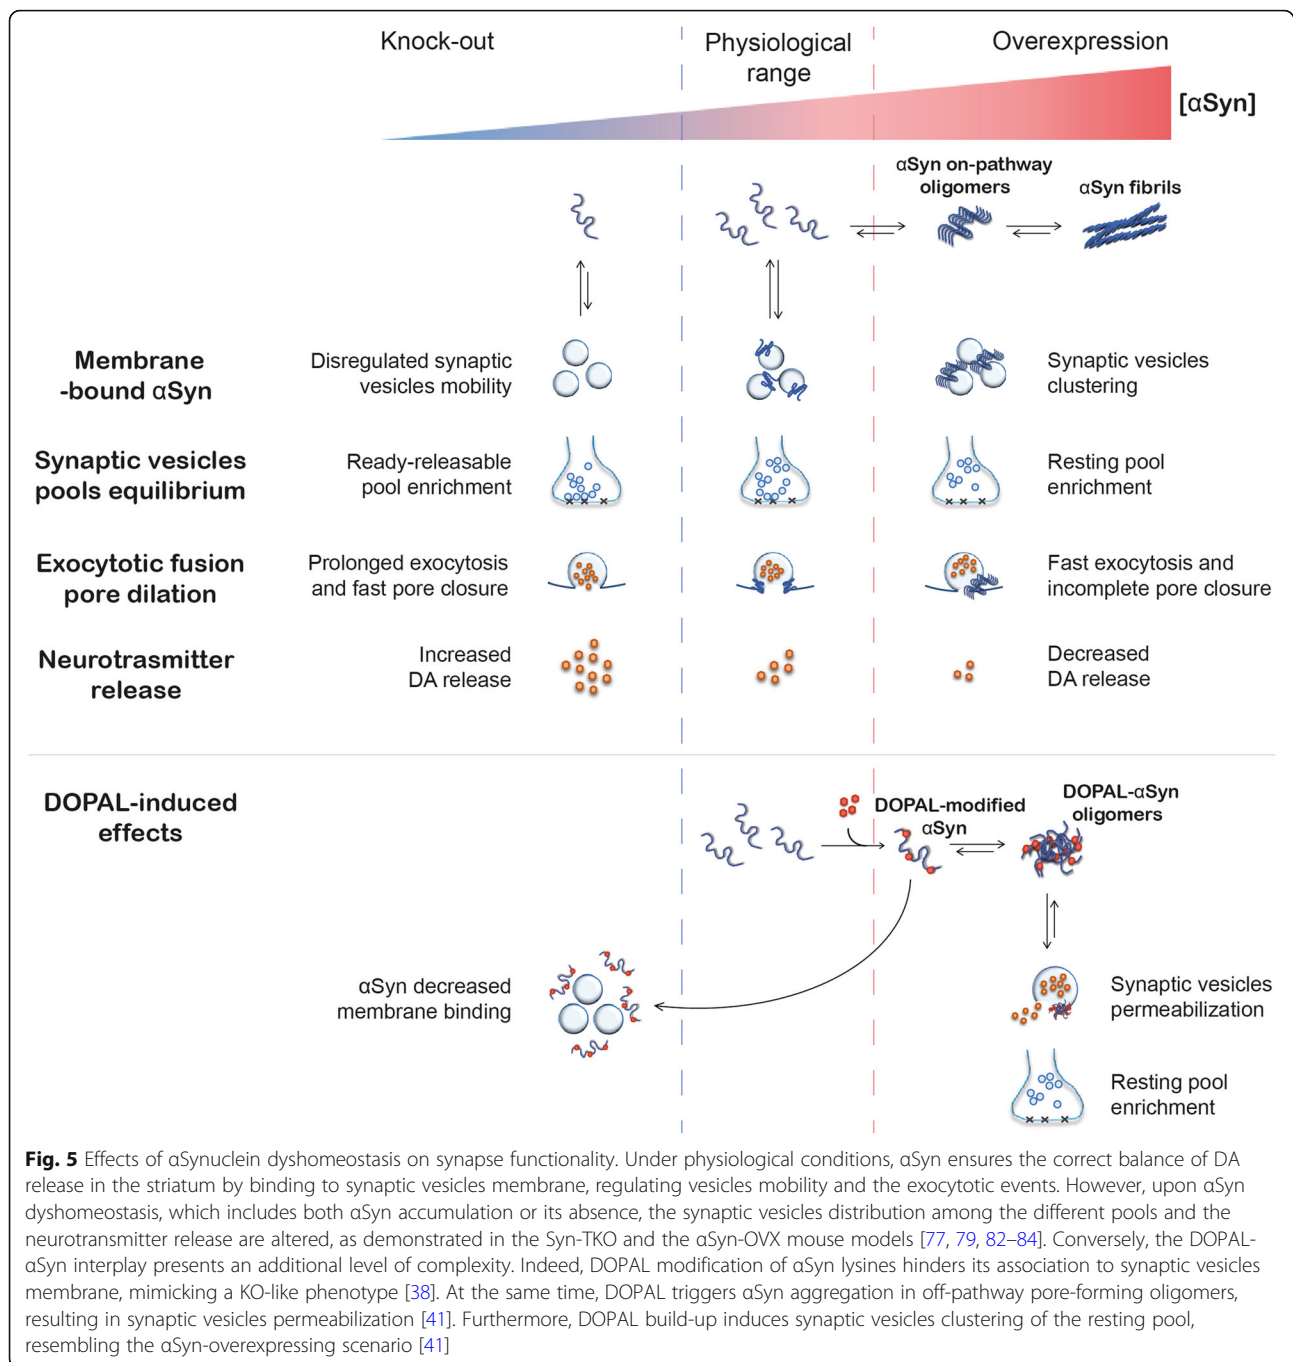 Knock-out
Physiological
range
Overexpression
[αSyn]
αSyn on-pathway
oligomers
αSyn fibrils
Membrane
-bound αSyn
Disregulated synaptic
vesicles mobility
Synaptic vesicles
clustering
Synaptic vesicles
pools equilibrium
Ready-releasable
pool enrichment
Resting pool
enrichment
Exocytotic fusion
pore dilation
Prolonged exocytosis
and fast pore closure
Fast exocytosis and
incomplete pore closure
Neurotrasmitter
release
Increased
DA release
Decreased
DA release
DOPAL-induced
effects
DOPAL-modified
αSyn
DOPAL-αSyn
oligomers
αSyn decreased
membrane binding
Synaptic vesicles
permeabilization
Resting pool
enrichment
Fig. 5 Effects of αSynuclein dyshomeostasis on synapse functionality. Under physiological conditions, αSyn ensures the correct balance of DA
release in the striatum by binding to synaptic vesicles membrane, regulating vesicles mobility and the exocytotic events. However, upon αSyn
dyshomeostasis, which includes both αSyn accumulation or its absence, the synaptic vesicles distribution among the different pools and the
neurotransmitter release are altered, as demonstrated in the Syn-TKO and the αSyn-OVX mouse models [77, 79, 82–84]. Conversely, the DOPAL-
αSyn interplay presents an additional level of complexity. Indeed, DOPAL modification of αSyn lysines hinders its association to synaptic vesicles
membrane, mimicking a KO-like phenotype [38]. At the same time, DOPAL triggers αSyn aggregation in off-pathway pore-forming oligomers,
resulting in synaptic vesicles permeabilization [41]. Furthermore, DOPAL build-up induces synaptic vesicles clustering of the resting pool,
resembling the αSyn-overexpressing scenario [41]